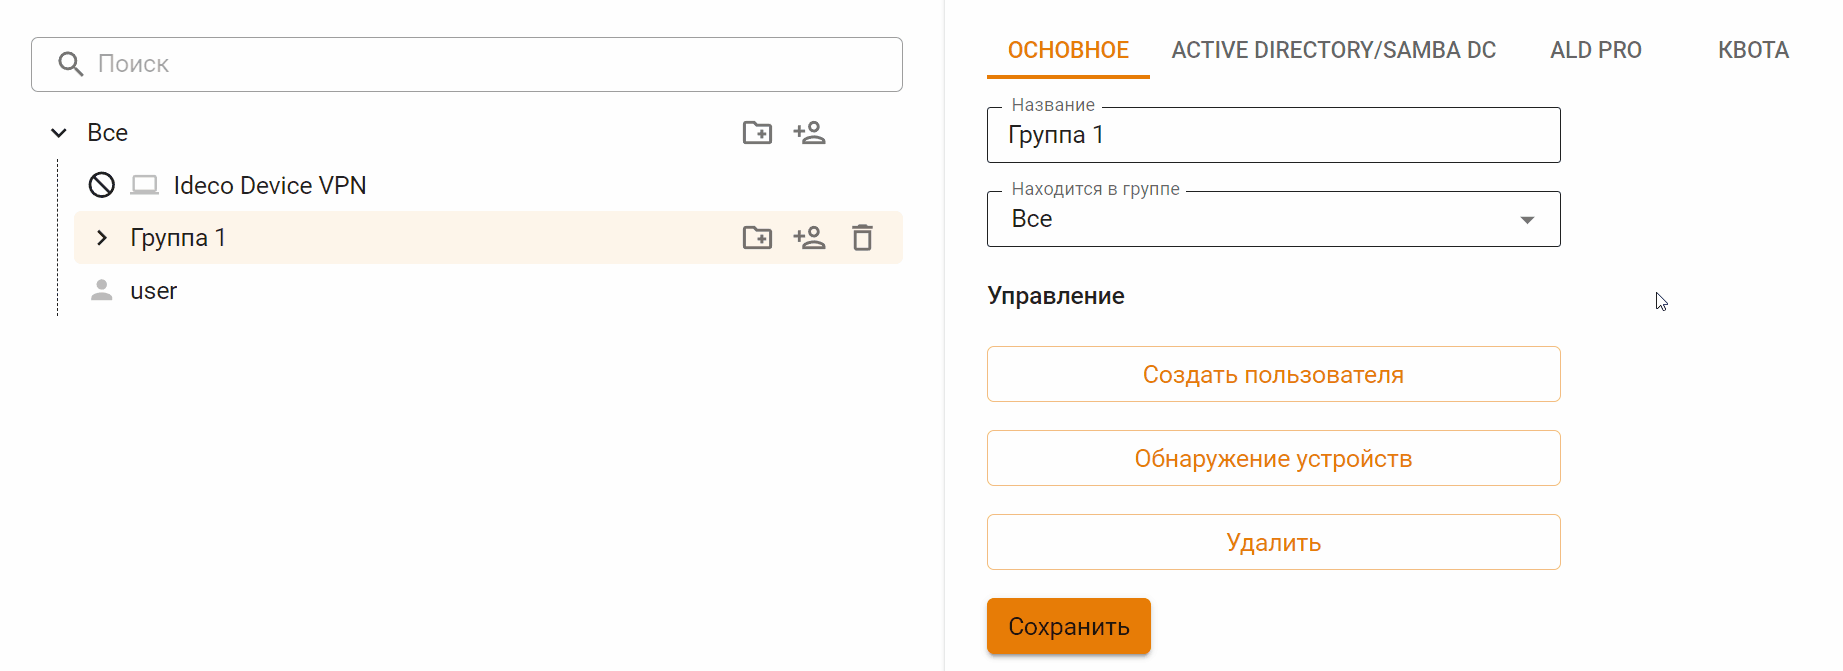 Поиск
Все
Ideco Device VPN
Группа 1
user
ОСНОВНОЕ ACTIVE DIRECTORY/SAMBA DC ALD PRO КВОТА
Название
Группа 1
Находится в группе
Все
Управление
Создать пользователя
Обнаружение устройств
Удалить
Сохранить